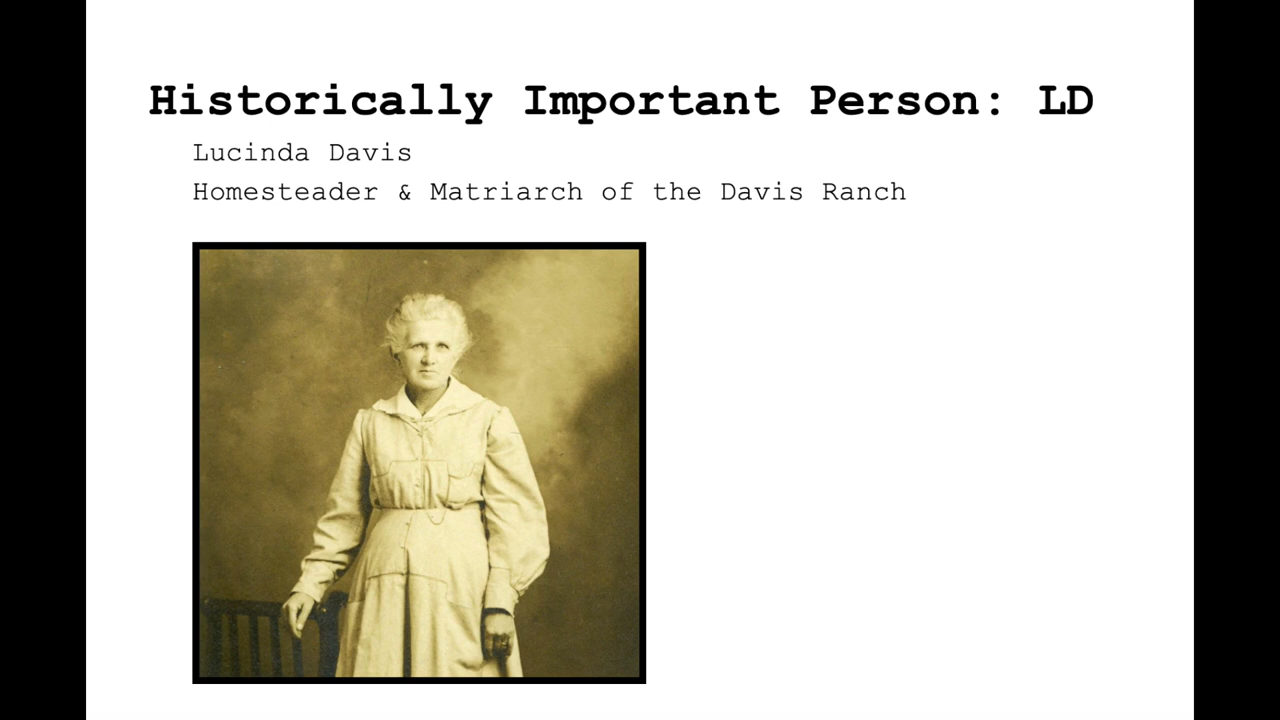 Historically Important Person: LD
Lucinda Davis
Homesteader & Matriarch of the Davis Ranch